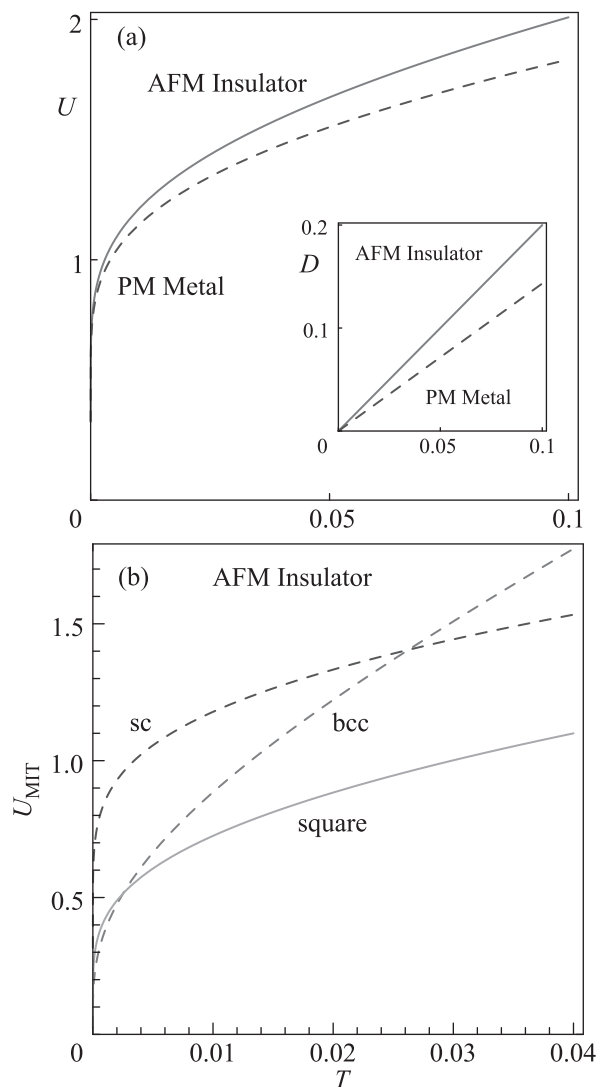 2
(a)
AFM Insulator
U
1
PM Metal
0.2
D
AFM Insulator
0.1
PM Metal
0
0.05
0.1
0
0.05
0.1
(b)
AFM Insulator
1.5
sc
bcc
1.0
U_MIT
square
0.5
0
0.01
0.02
0.03
0.04
T